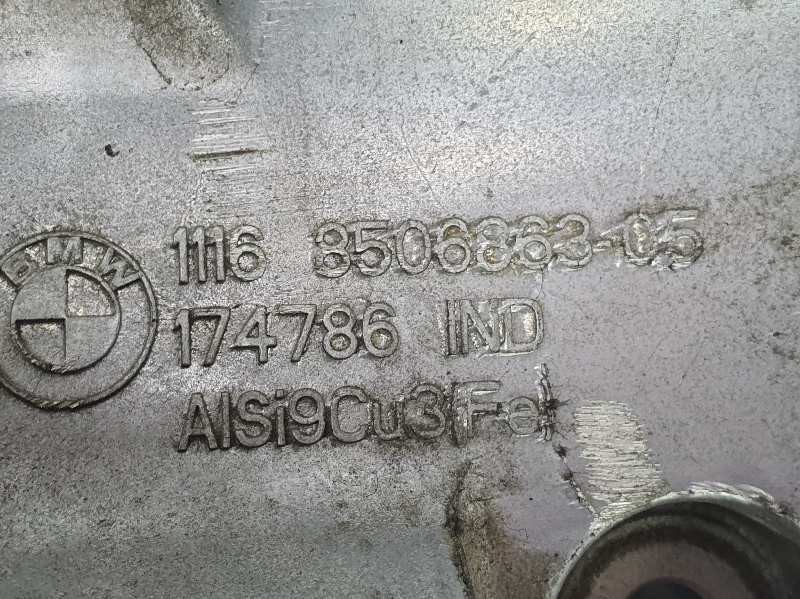 BMW
1116 8506863-05
174786 IND
AlSi9Cu3(Fe)